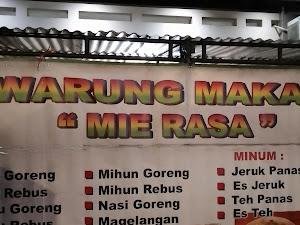 WARUNG MAKA
“ MIE RASA ”
MINUM :
Goreng
Rebus
Goreng
Rebus
Mihun Goreng
Mihun Rebus
Nasi Goreng
Magelangan
Jeruk Panas
Es Jeruk
Teh Panas
Es Teh